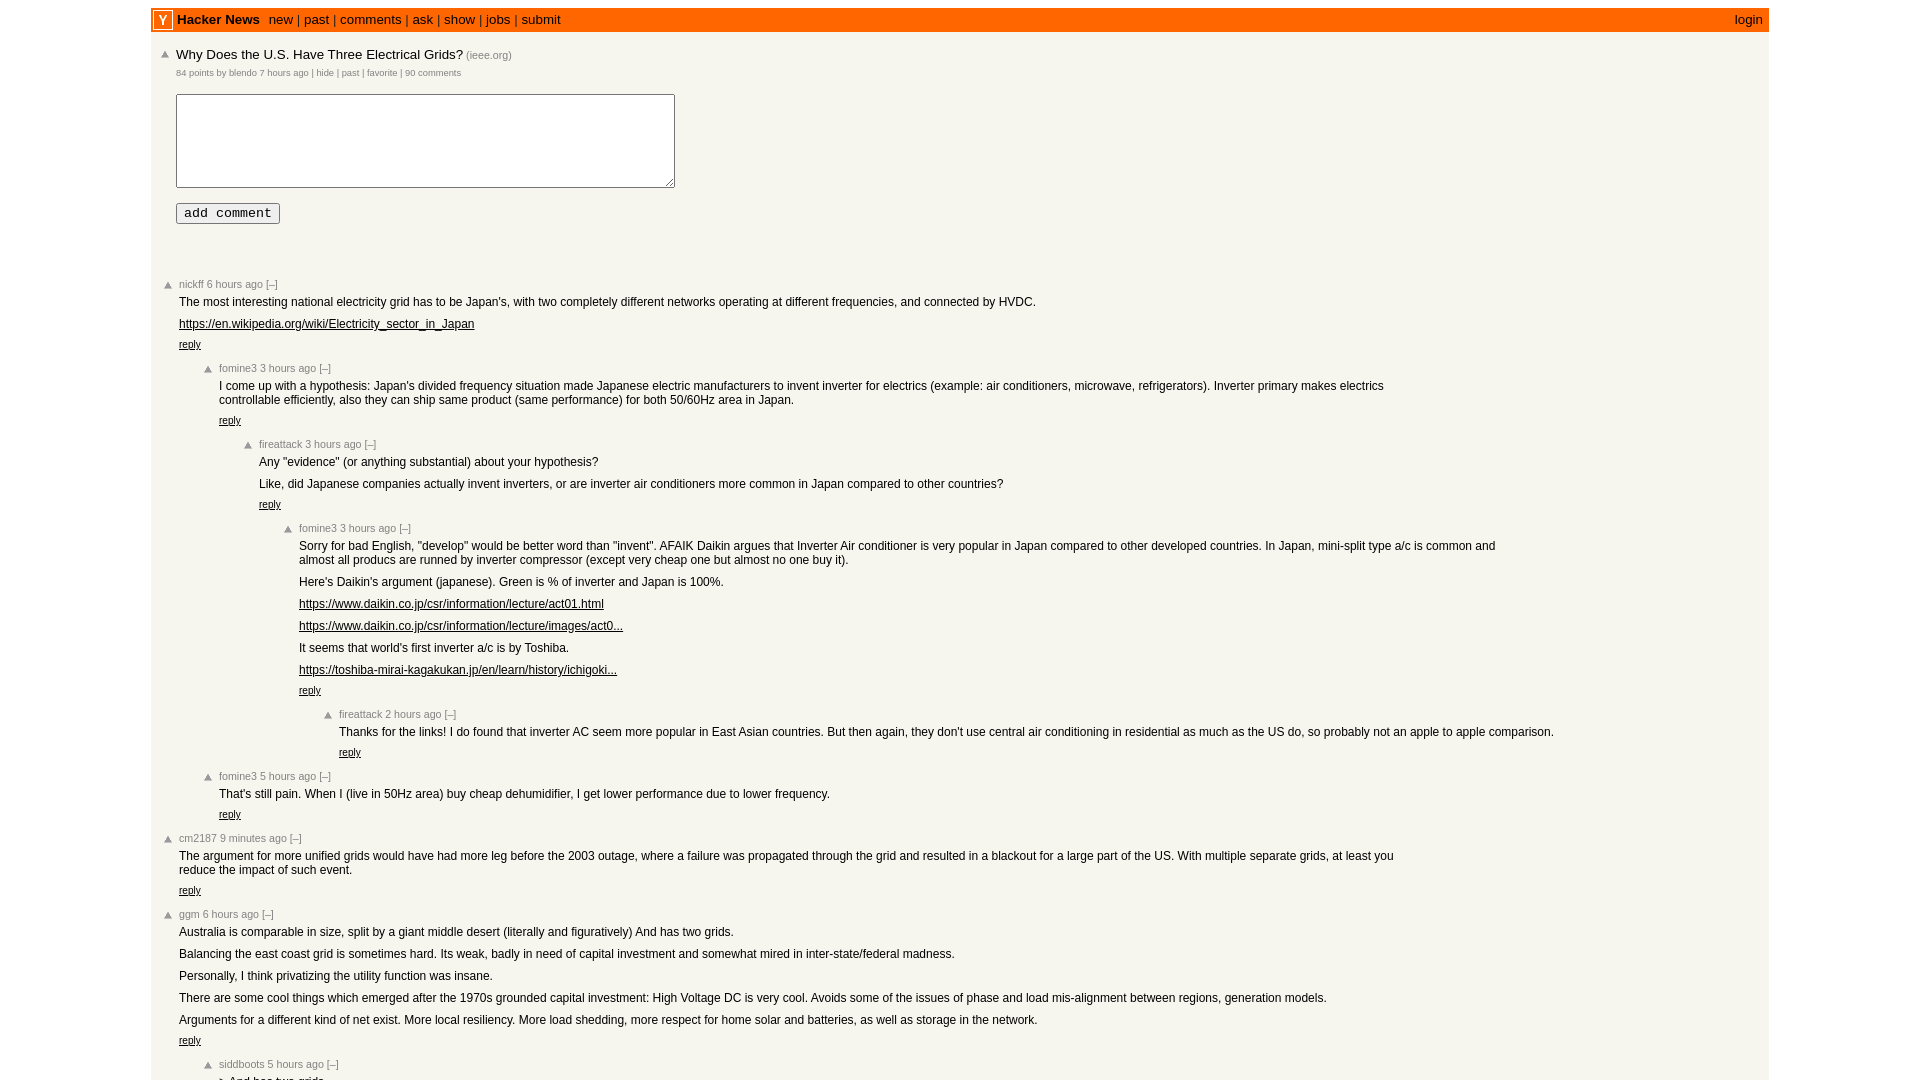 Y Hacker News new | past | comments | ask | show | jobs | submit login
Why Does the U.S. Have Three Electrical Grids? (ieee.org)
84 points by blendo 7 hours ago | hide | past | favorite | 90 comments
add comment
nickff 6 hours ago [–]
The most interesting national electricity grid has to be Japan's, with two completely different networks operating at different frequencies, and connected by HVDC.
https://en.wikipedia.org/wiki/Electricity_sector_in_Japan
reply
fomine3 3 hours ago [–]
I come up with a hypothesis: Japan's divided frequency situation made Japanese electric manufacturers to invent inverter for electrics (example: air conditioners, microwave, refrigerators). Inverter primary makes electrics
controllable efficiently, also they can ship same product (same performance) for both 50/60Hz area in Japan.
reply
fireattack 3 hours ago [–]
Any "evidence" (or anything substantial) about your hypothesis?
Like, did Japanese companies actually invent inverters, or are inverter air conditioners more common in Japan compared to other countries?
reply
fomine3 3 hours ago [–]
Sorry for bad English, "develop" would be better word than "invent". AFAIK Daikin argues that Inverter Air conditioner is very popular in Japan compared to other developed countries. In Japan, mini-split type a/c is common and
almost all producs are runned by inverter compressor (except very cheap one but almost no one buy it).
Here's Daikin's argument (japanese). Green is % of inverter and Japan is 100%.
https://www.daikin.co.jp/csr/information/lecture/act01.html
https://www.daikin.co.jp/csr/information/lecture/images/act0...
It seems that world's first inverter a/c is by Toshiba.
https://toshiba-mirai-kagakukan.jp/en/learn/history/ichigoki...
reply
fireattack 2 hours ago [–]
Thanks for the links! I do found that inverter AC seem more popular in East Asian countries. But then again, they don't use central air conditioning in residential as much as the US do, so probably not an apple to apple comparison.
reply
fomine3 5 hours ago [–]
That's still pain. When I (live in 50Hz area) buy cheap dehumidifier, I get lower performance due to lower frequency.
reply
cm2187 9 minutes ago [–]
The argument for more unified grids would have had more leg before the 2003 outage, where a failure was propagated through the grid and resulted in a blackout for a large part of the US. With multiple separate grids, at least you
reduce the impact of such event.
reply
ggm 6 hours ago [–]
Australia is comparable in size, split by a giant middle desert (literally and figuratively) And has two grids.
Balancing the east coast grid is sometimes hard. Its weak, badly in need of capital investment and somewhat mired in inter-state/federal madness.
Personally, I think privatizing the utility function was insane.
There are some cool things which emerged after the 1970s grounded capital investment: High Voltage DC is very cool. Avoids some of the issues of phase and load mis-alignment between regions, generation models.
Arguments for a different kind of net exist. More local resiliency. More load shedding, more respect for home solar and batteries, as well as storage in the network.
reply
siddboots 5 hours ago [–]
> And has two grids.